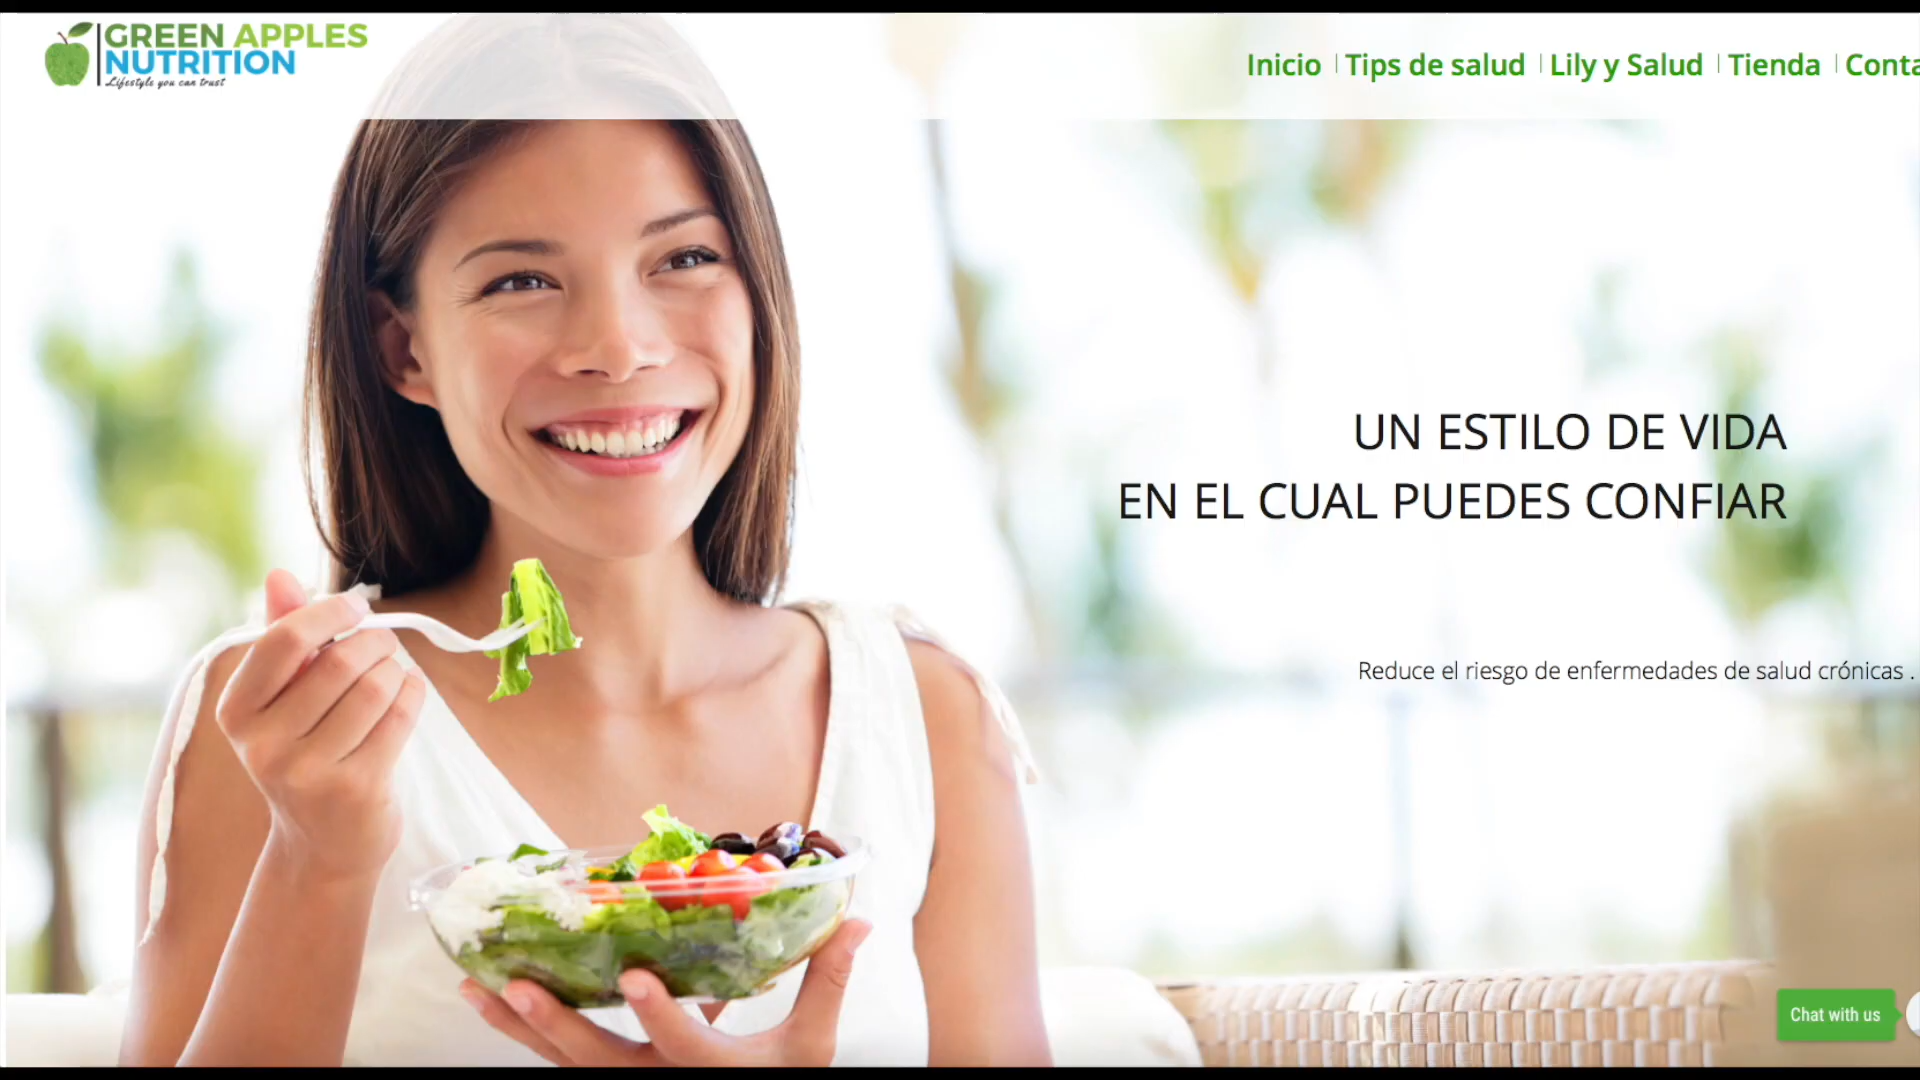 GREEN APPLES
NUTRITION
Lifestyle you can trust
Inicio
Tips de salud
Lily y Salud
Tienda
Conta
UN ESTILO DE VIDA
EN EL CUAL PUEDES CONFIAR
Reduce el riesgo de enfermedades de salud crónicas .
Chat with us